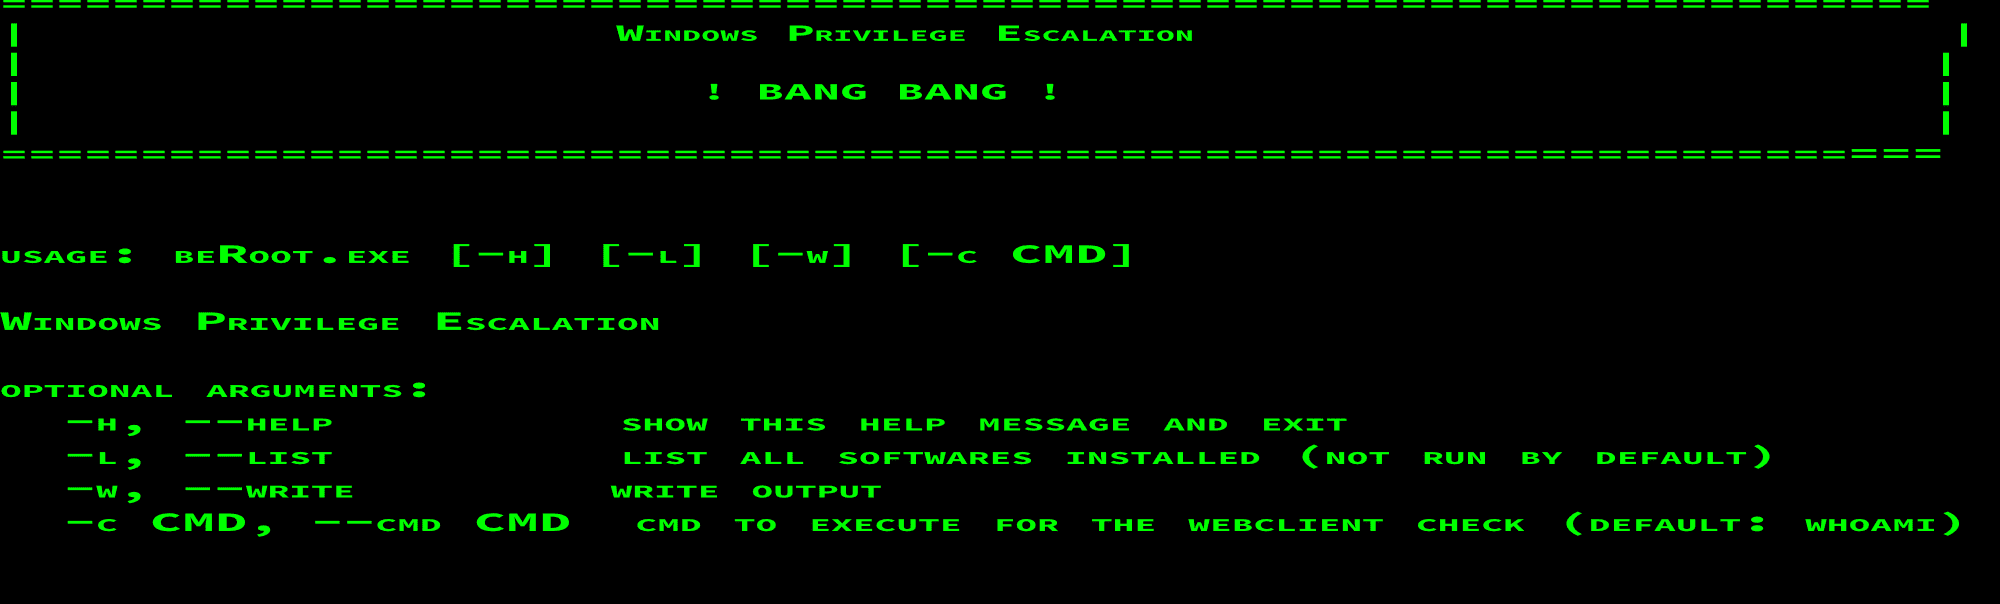 =====================================================================
|                    Windows Privilege Escalation                          |
|                                                                         |
|                       ! BANG BANG !                                     |
|                                                                         |
=====================================================================
usage: beRoot.exe [-h] [-l] [-w] [-c CMD]
Windows Privilege Escalation
optional arguments:
-h, --help show this help message and exit
-l, --list list all softwares installed (not run by default)
-w, --write write output
-c CMD, --cmd CMD cmd to execute for the webclient check (default: whoami)